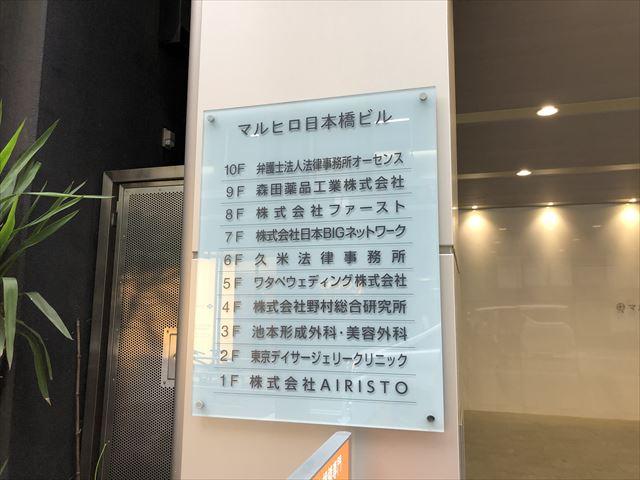 マルヒロ日本橋ビル
10F 弁護士法人法律事務所オーセンス
9F 森田薬品工業株式会社
8F 株式会社ファースト
7F 株式会社日本BIGネットワーク
6F 久米法律事務所
5F ワタベウェディング株式会社
4F 株式会社野村総合研究所
3F 池本形成外科・美容外科
2F 東京デイサージェリークリニック
1F 株式会社AIRISTO